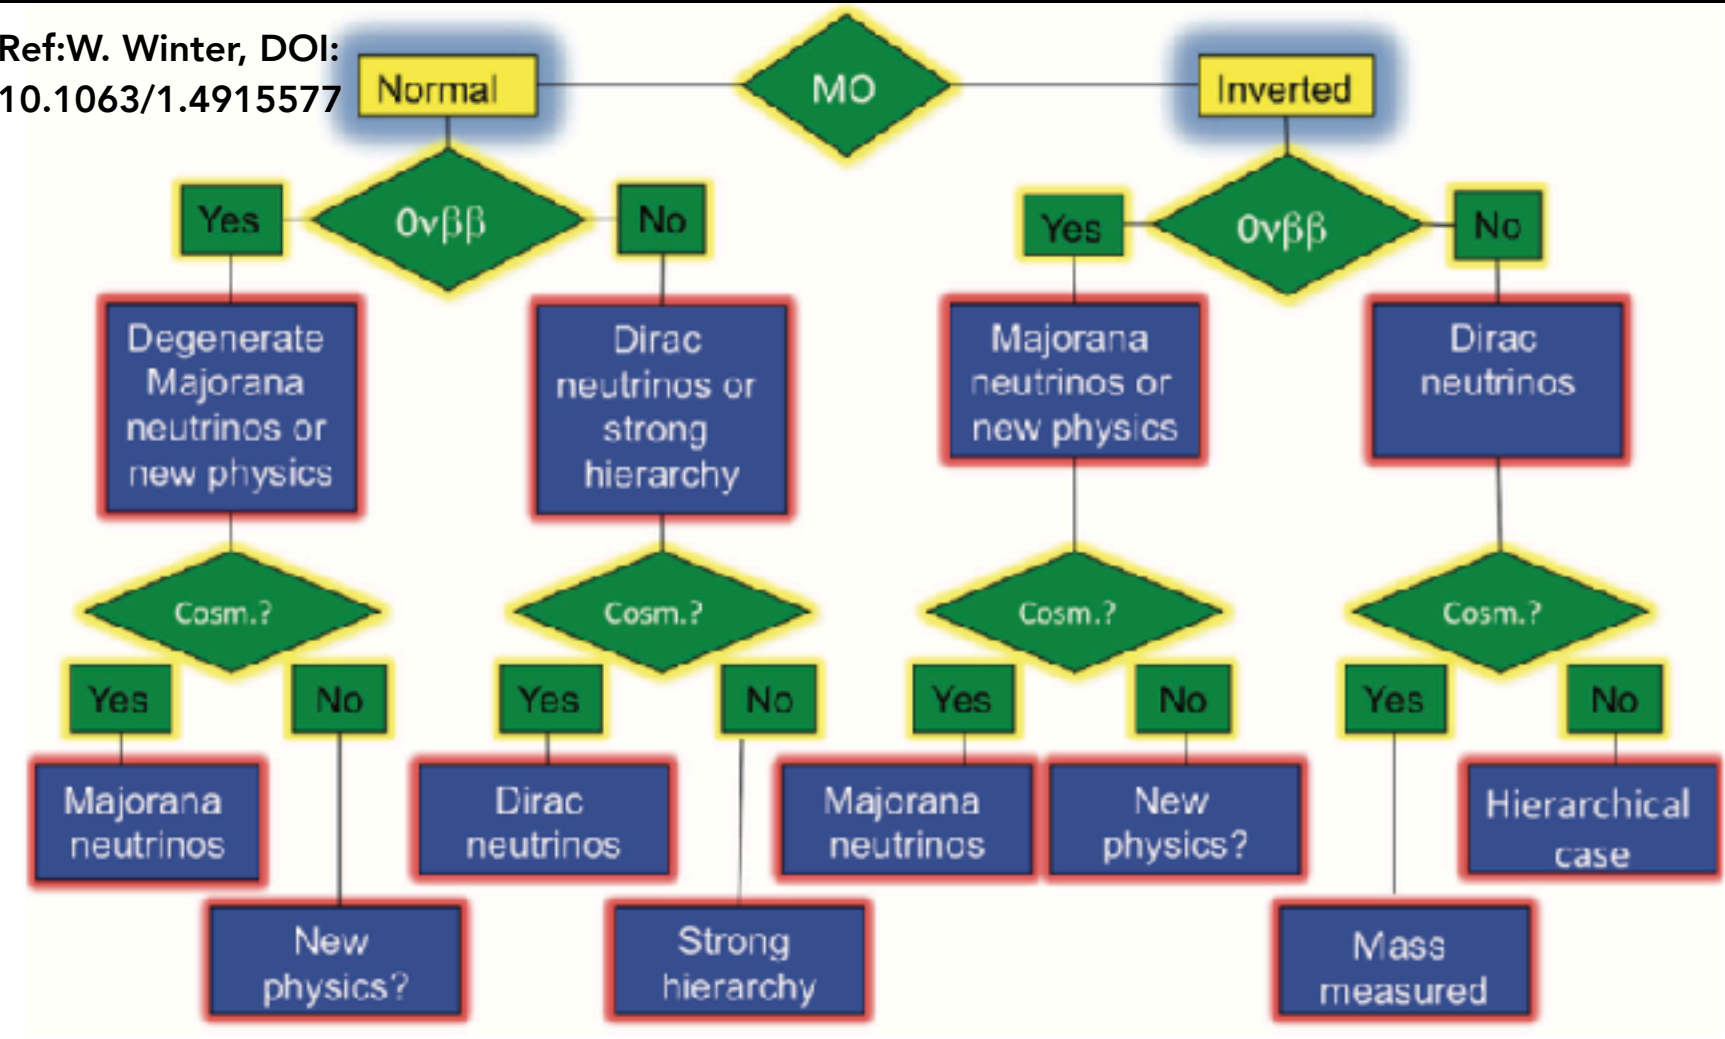 Ref:W. Winter, DOI:
10.1063/1.4915577
Normal
MO
Inverted
Yes
0νββ
No
Yes
0νββ
No
Degenerate
Majorana
neutrinos or
new physics
Dirac
neutrinos or
strong
hierarchy
Majorana
neutrinos or
new physics
Dirac
neutrinos
Cosm.?
Cosm.?
Cosm.?
Cosm.?
Yes
No
Yes
No
Yes
No
Yes
No
Majorana
neutrinos
New
physics?
Dirac
neutrinos
Strong
hierarchy
Majorana
neutrinos
New
physics?
Mass
measured
Hierarchical
case